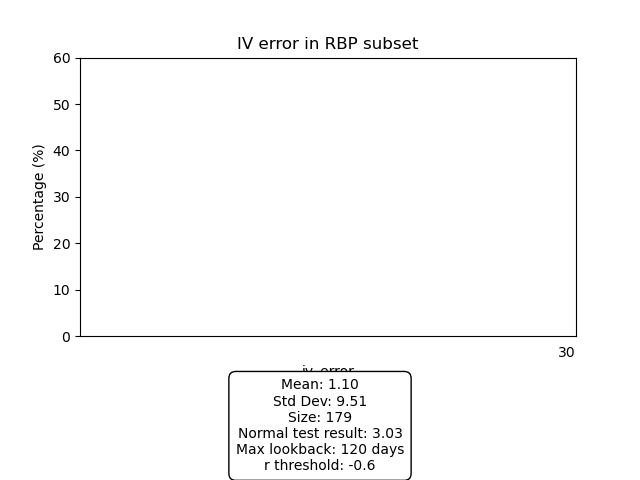 IV error in RBP subset
60
50
40
30
20
10
0
Percentage (%)
30
iv_error
Mean: 1.10
Std Dev: 9.51
Size: 179
Normal test result: 3.03
Max lookback: 120 days
r threshold: -0.6